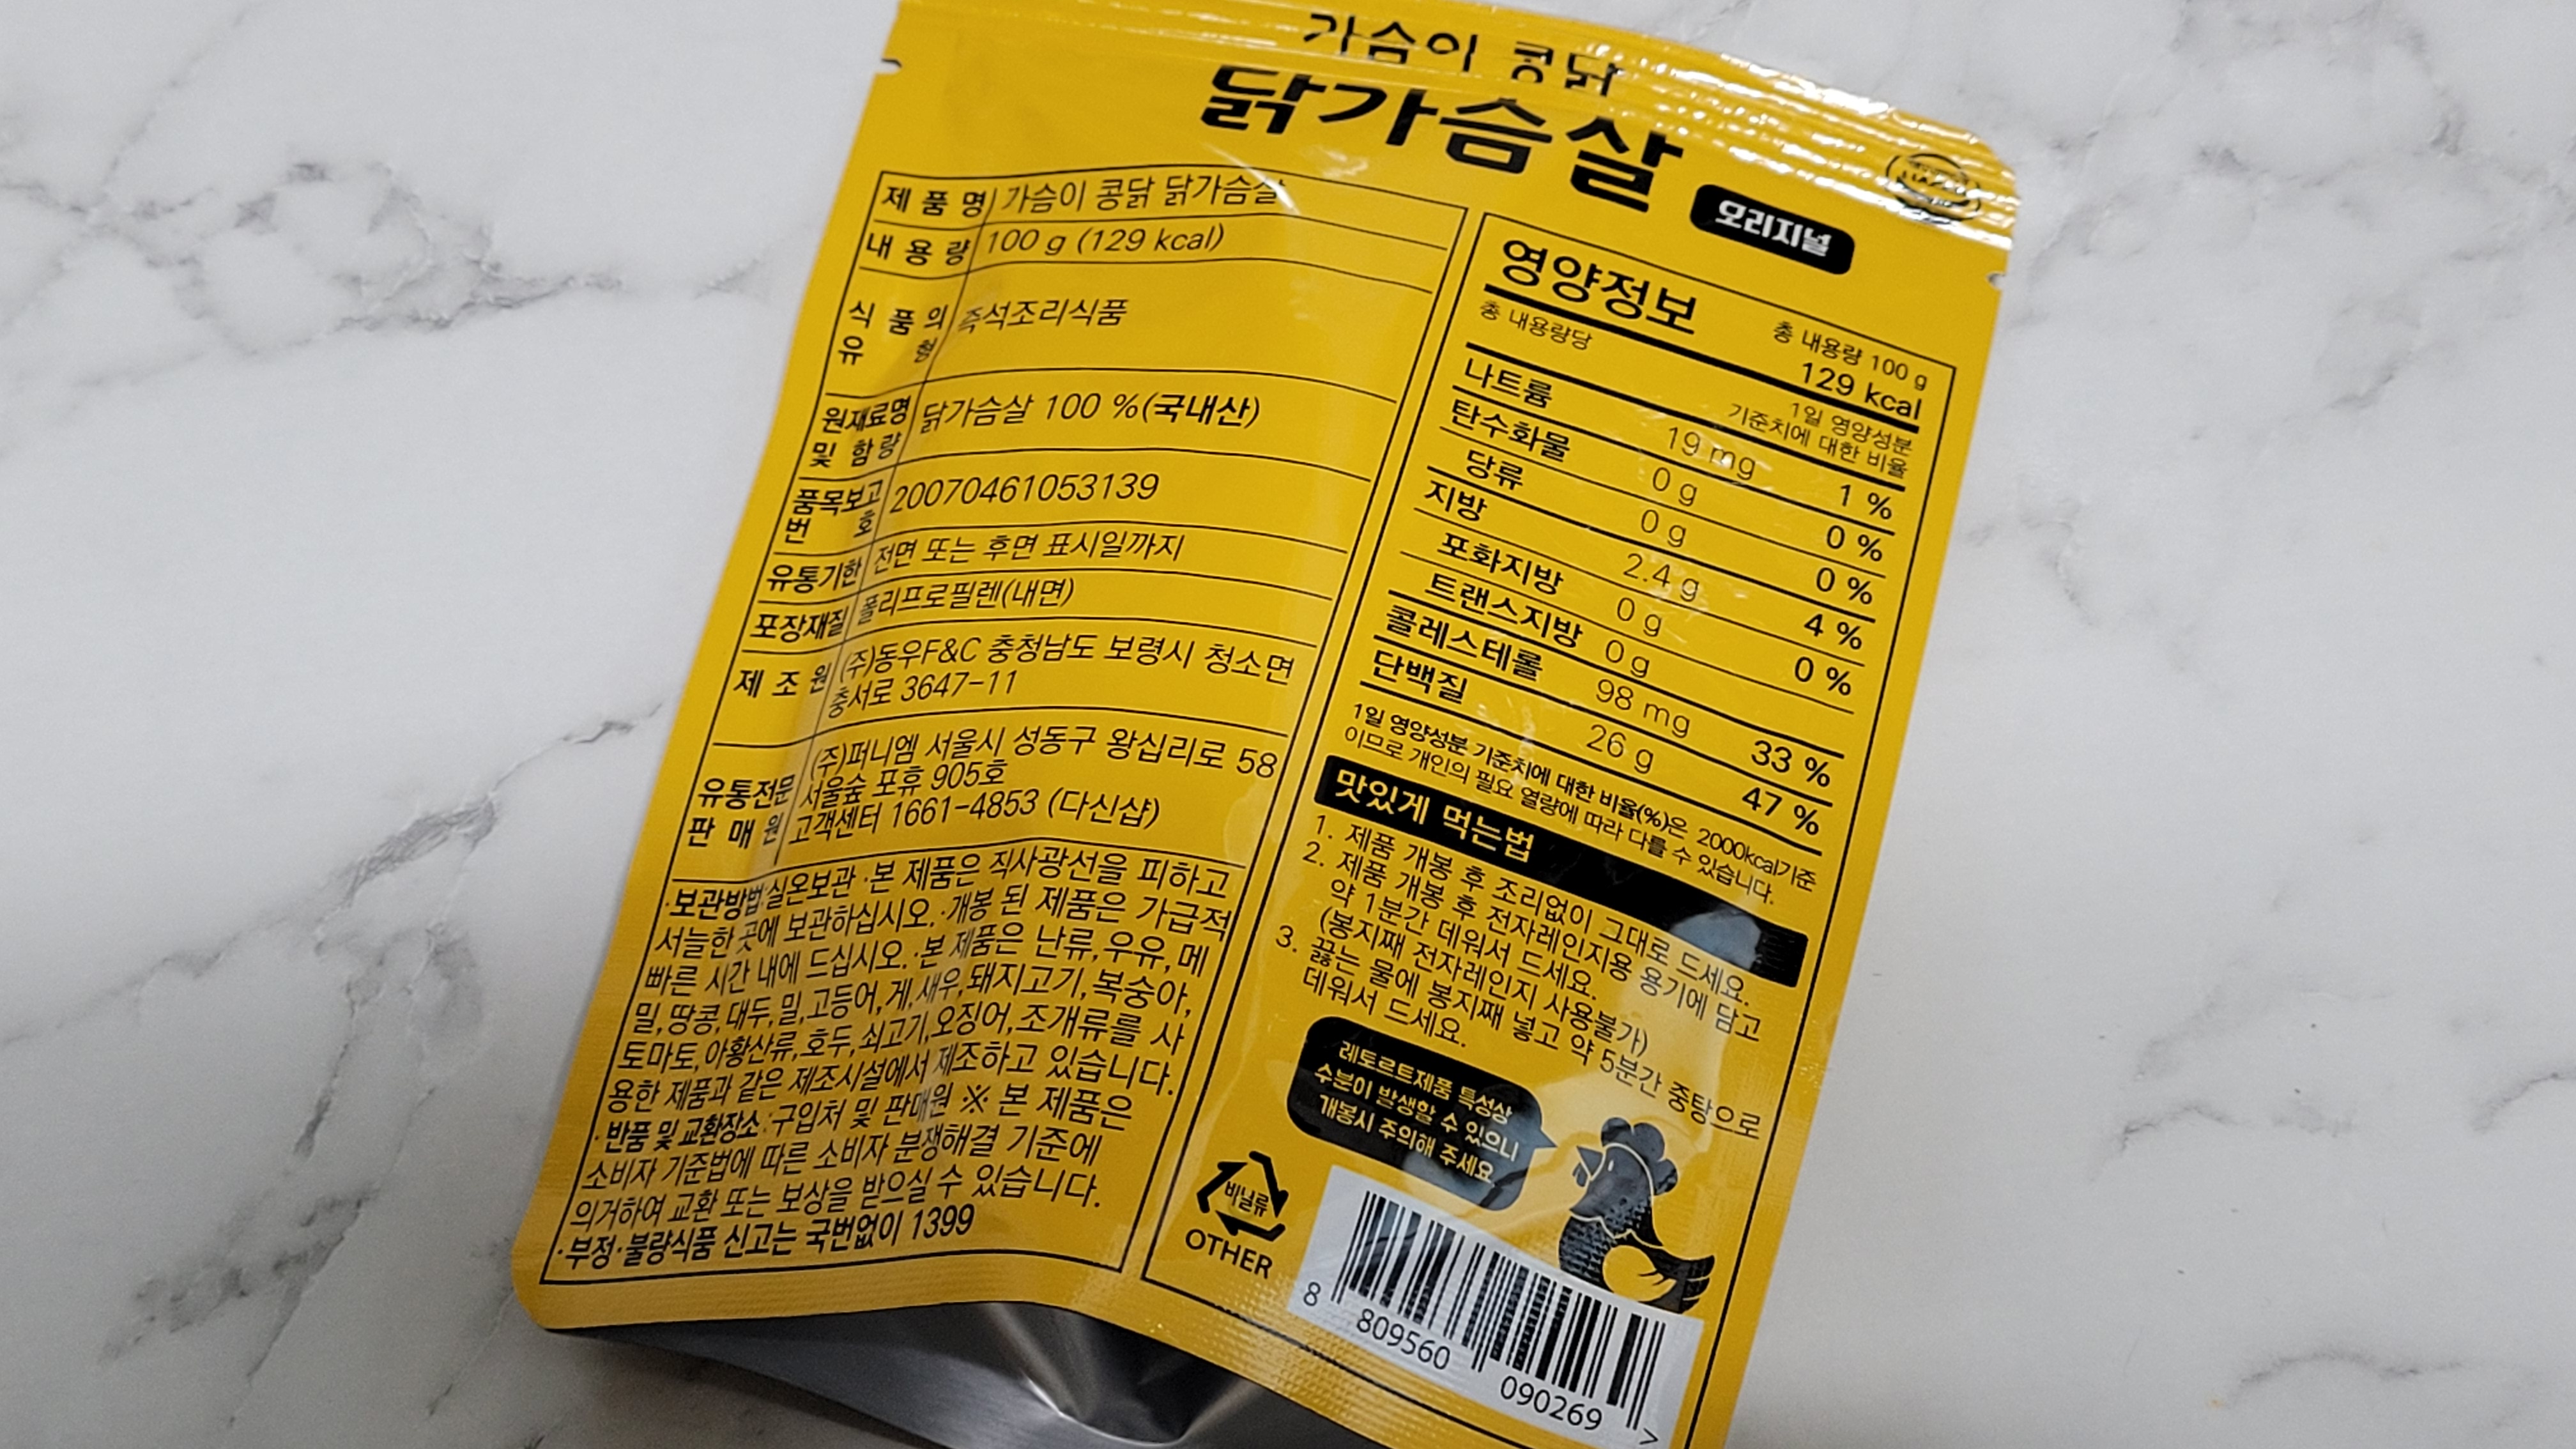 가슴이 콩닭
닭가슴살
오리지널
제 품 명 가슴이 콩닭 닭가슴살
내 용 량 100 g (129 kcal)
식 품 의
유 형
즉석조리식품
원재료명
및 함 량
닭가슴살 100 %(국내산)
품목보고
번 호
20070461053139
유통기한 전면 또는 후면 표시일까지
포장재질 폴리프로필렌(내면)
제 조 원 (주)동우F&C 충청남도 보령시 청소면
충서로 3647-11
유통전문
판 매 원
(주)퍼니엠 서울시 성동구 왕십리로 58
서울숲 포휴 905호
고객센터 1661-4853 (다신샵)
·보관방법:실온보관 ·본 제품은 직사광선을 피하고
서늘한 곳에 보관하십시오. ·개봉 된 제품은 가급적
빠른 시간 내에 드십시오. ·본 제품은 난류, 우유, 메
밀, 땅콩, 대두, 밀, 고등어, 게, 새우, 돼지고기, 복숭아,
토마토, 아황산류, 호두, 쇠고기, 오징어, 조개류를 사
용한 제품과 같은 제조시설에서 제조하고 있습니다.
·반품 및 교환장소 : 구입처 및 판매원 ※ 본 제품은
소비자 기준법에 따른 소비자 분쟁해결 기준에
의거하여 교환 또는 보상을 받으실 수 있습니다.
·부정·불량식품 신고는 국번없이 1399
영양정보
총 내용량 100 g
129 kcal
총 내용량당
1일 영양성분
기준치에 대한 비율
나트륨 19 mg 1 %
탄수화물 0 g 0 %
당류 0 g 0 %
지방 2.4 g 4 %
포화지방 0 g 0 %
트랜스지방 0 g
콜레스테롤 98 mg 33 %
단백질 26 g 47 %
1일 영양성분 기준치에 대한 비율(%)은 2000kcal기준
이므로 개인의 필요 열량에 따라 다를 수 있습니다.
맛있게 먹는법
1. 제품 개봉 후 조리없이 그대로 드세요.
2. 제품 개봉 후 전자레인지용 용기에 담고
약 1분간 데워서 드세요.
(봉지째 전자레인지 사용불가)
3. 끓는 물에 봉지째 넣고 약 5분간 중탕으로
데워서 드세요.
레토르트제품 특성상
수분이 발생할 수 있으니
개봉시 주의해 주세요
비닐류
OTHER
8 809560 090269 >